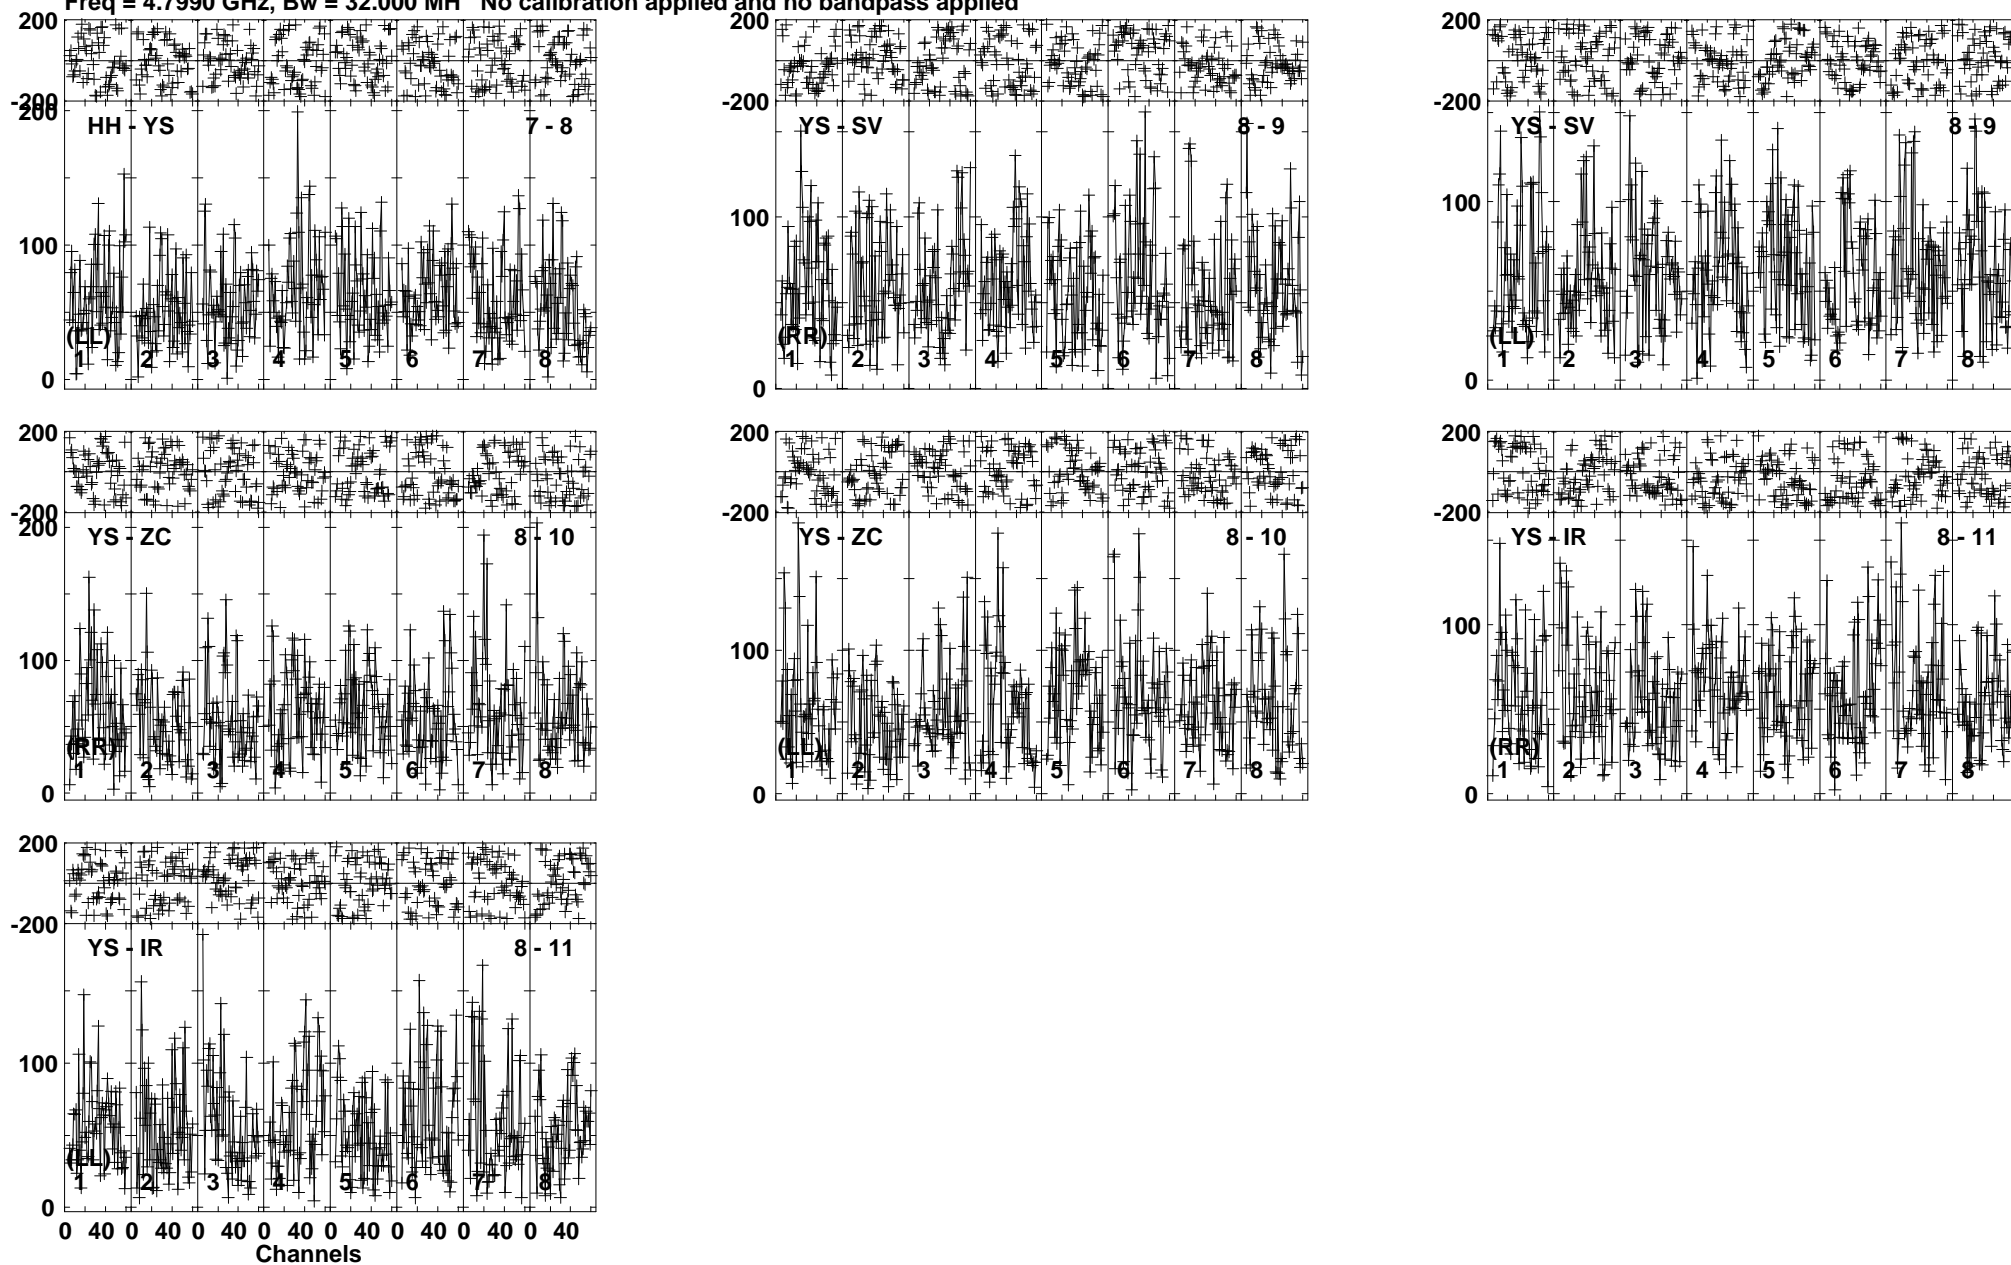 Freq = 4.7990 GHz, Bw = 32.000 MH No calibration applied and no bandpass applied
200
-200
200
100
0
HH - YS 7 - 8
(LL)
1 2 3 4 5 6 7 8
200
-200
100
0
YS - SV 8 - 9
(RR)
1 2 3 4 5 6 7 8
200
-200
100
0
YS - SV 8 - 9
(LL)
1 2 3 4 5 6 7 8
200
-200
200
100
0
YS - ZC 8 - 10
(RR)
1 2 3 4 5 6 7 8
200
-200
100
0
YS - ZC 8 - 10
(LL)
1 2 3 4 5 6 7 8
200
-200
100
0
YS - IR 8 - 11
(RR)
1 2 3 4 5 6 7 8
200
-200
100
0
YS - IR 8 - 11
(LL)
1 2 3 4 5 6 7 8
0 40 0 40 0 40 0 40 0 40 0 40 0 40 0 40
Channels